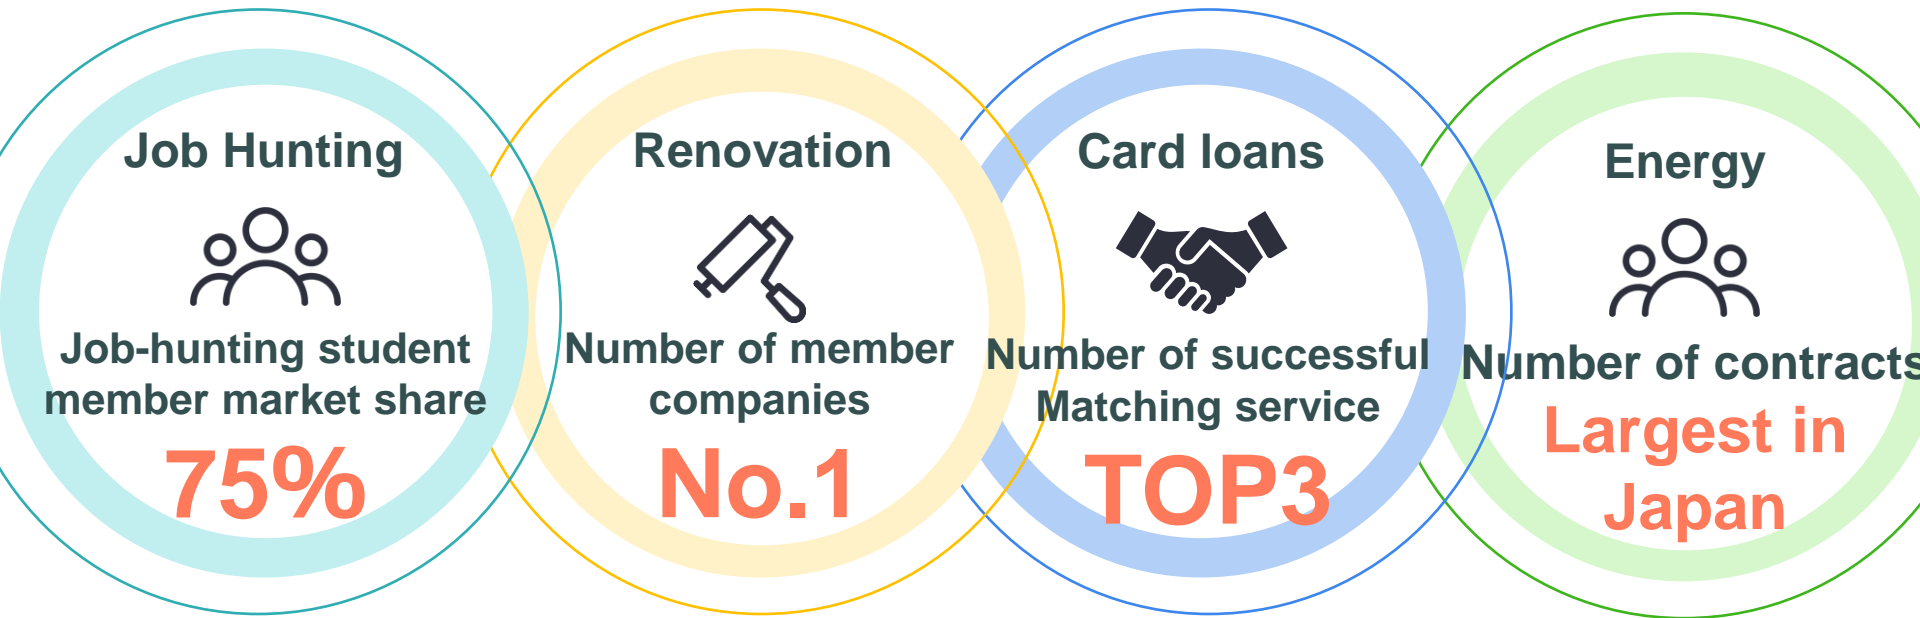 Job Hunting
Job-hunting student
member market share
75%
Renovation
Number of member
companies
No.1
Card loans
Number of successful
Matching service
TOP3
Energy
Number of contracts
Largest in
Japan